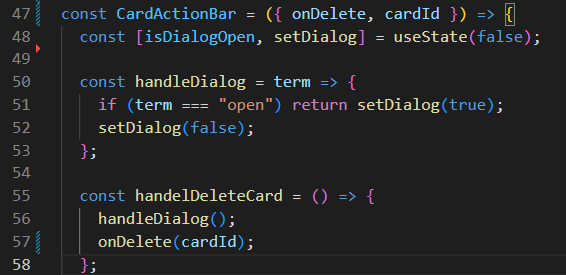 47 const CardActionBar = ({ onDelete, cardId }) => {
48   const [isDialogOpen, setDialog] = useState(false);
49
50   const handleDialog = term => {
51     if (term === "open") return setDialog(true);
52     setDialog(false);
53   };
54
55   const handelDeleteCard = () => {
56     handleDialog();
57     onDelete(cardId);
58   };